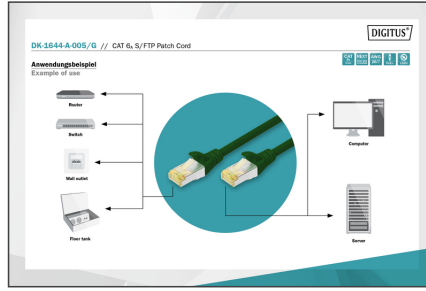 DIGITUS®
DK-1644-A-005/G // CAT 6A S/FTP Patch Cord
Anwendungsbeispiel
Example of use
Router
Switch
Wall outlet
Floor tank
Computer
Server